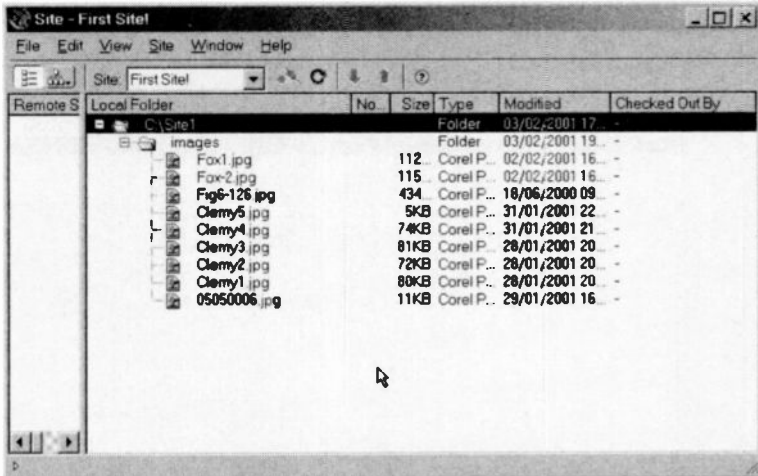 Site - First Site!
File Edit View Site Window Help
Site: First Site!
Remote S Local Folder No... Size Type Modified Checked Out By
C:\Site1 Folder 03/02/2001 17... -
images Folder 03/02/2001 19... -
Fox1.jpg 112... Corel P... 02/02/2001 16... -
Fox-2.jpg 115... Corel P... 02/02/2001 16... -
Fig6-126.jpg 434... Corel P... 18/06/2000 09... -
Clemy5.jpg 5KB Corel P... 31/01/2001 22... -
Clemy4.jpg 74KB Corel P... 31/01/2001 21... -
Clemy3.jpg 81KB Corel P... 28/01/2001 20... -
Clemy2.jpg 72KB Corel P... 28/01/2001 20... -
Clemy1.jpg 80KB Corel P... 28/01/2001 20... -
05050006.jpg 11KB Corel P... 29/01/2001 16... -